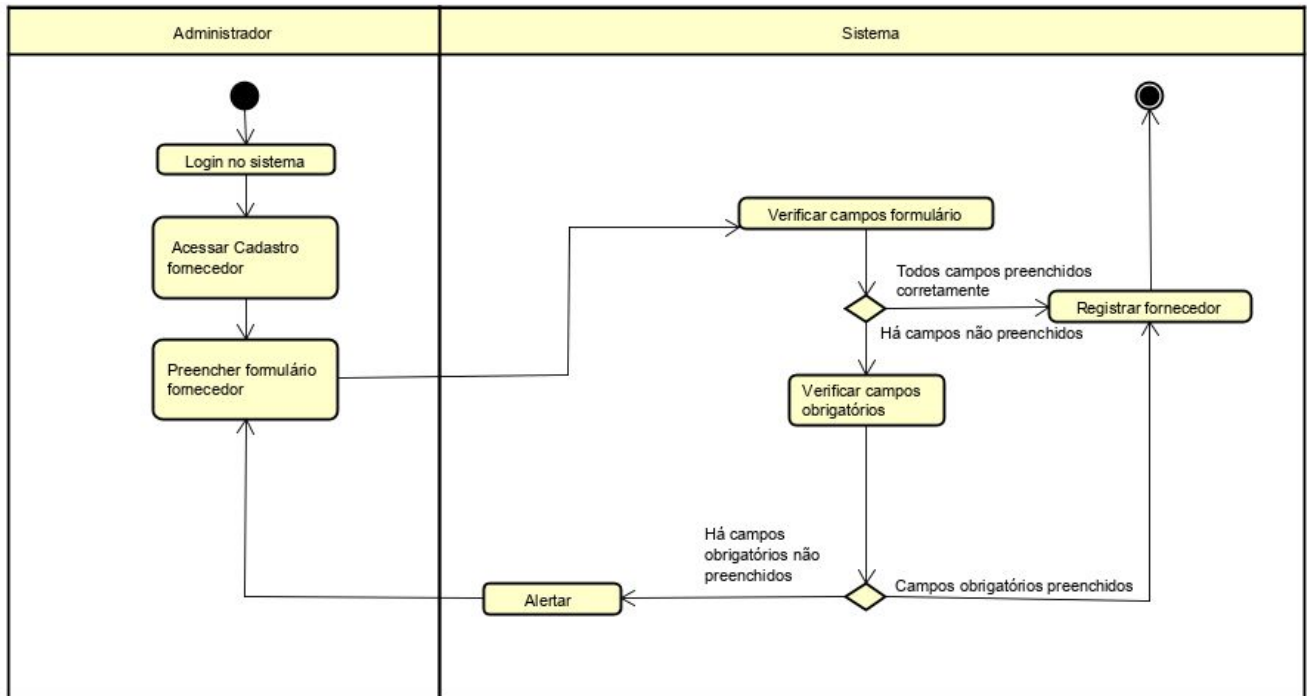 Administrador
Sistema
Login no sistema
Acessar Cadastro
fornecedor
Preencher formulário
fornecedor
Verificar campos formulário
Todos campos preenchidos
corretamente
Registrar fornecedor
Há campos não preenchidos
Verificar campos
obrigatórios
Há campos
obrigatórios não
preenchidos
Campos obrigatórios preenchidos
Alertar